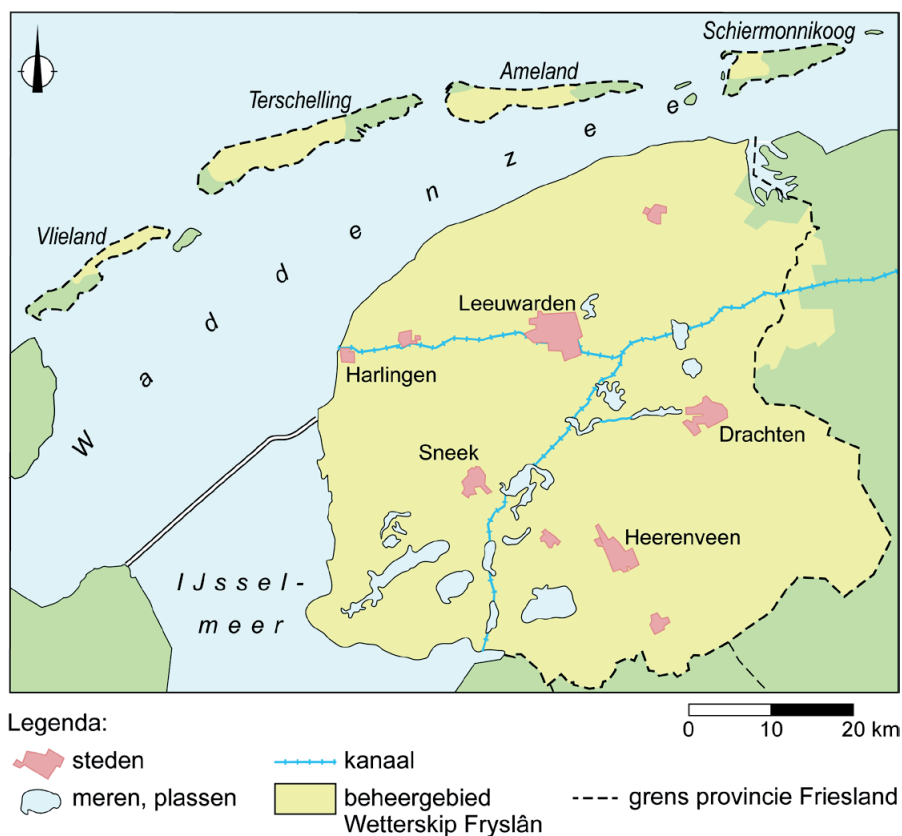 Schiermonnikoog
Ameland
Terschelling
Vlieland
Waddenzee
Leeuwarden
Harlingen
Drachten
Sneek
Heerenveen
IJssel-
meer
Legenda:
0 10 20 km
steden
kanaal
meren, plassen
beheergebied
Wetterskip Fryslân
grens provincie Friesland